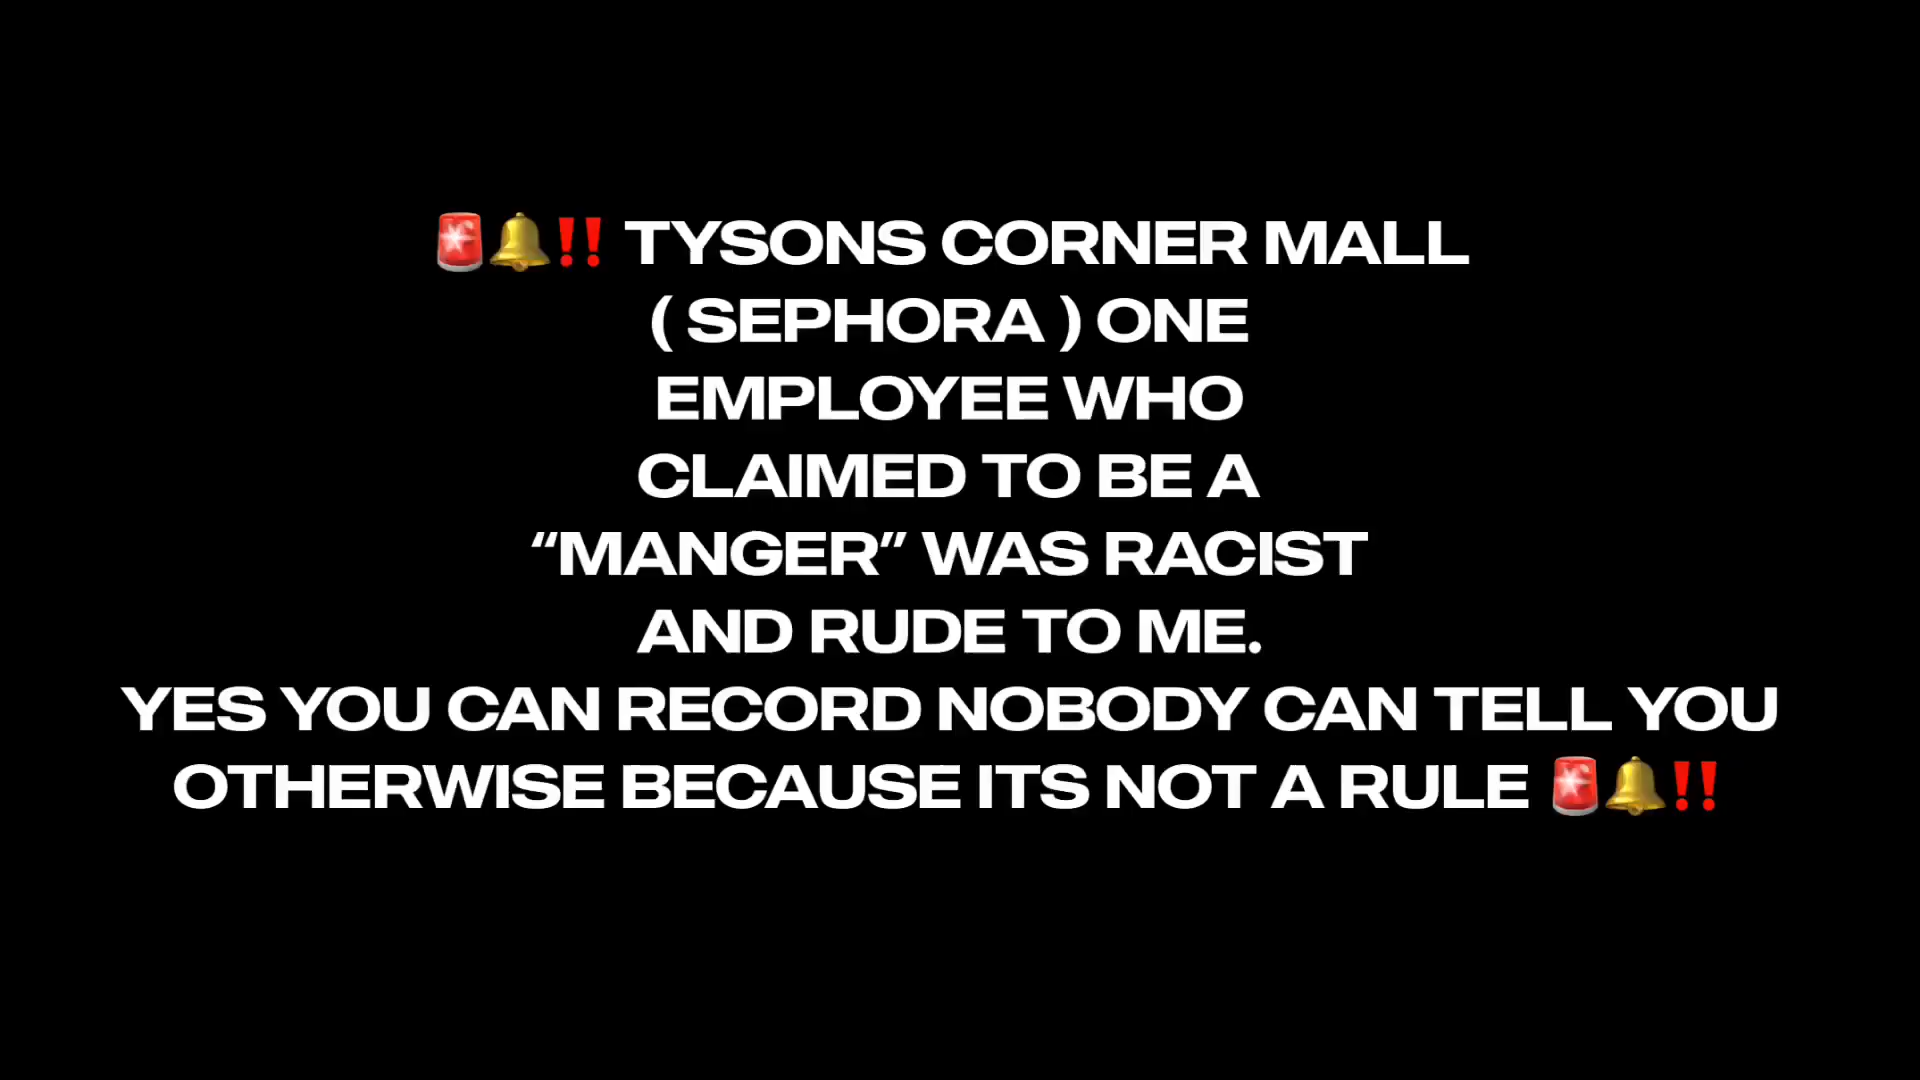 🚨🔔‼️ TYSONS CORNER MALL
( SEPHORA ) ONE
EMPLOYEE WHO
CLAIMED TO BE A
“MANGER” WAS RACIST
AND RUDE TO ME.
YES YOU CAN RECORD NOBODY CAN TELL YOU
OTHERWISE BECAUSE ITS NOT A RULE 🚨🔔‼️